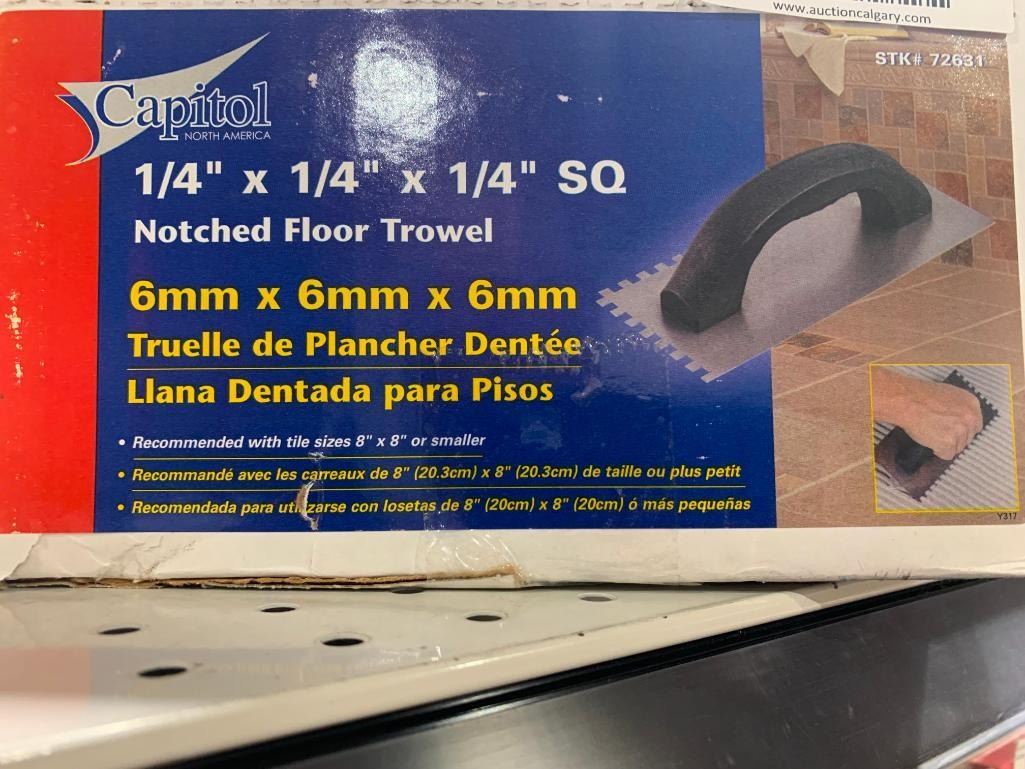 www.auctioncalgary.com
STK# 72631
Capitol
NORTH AMERICA
1/4" x 1/4" x 1/4" SQ
Notched Floor Trowel
6mm x 6mm x 6mm
Truelle de Plancher Dentée
Llana Dentada para Pisos
• Recommended with tile sizes 8" x 8" or smaller
• Recommandé avec les carreaux de 8" (20.3cm) x 8" (20.3cm) de taille ou plus petit
• Recomendada para utilizarse con losetas de 8" (20cm) x 8" (20cm) ó más pequeñas
Y317